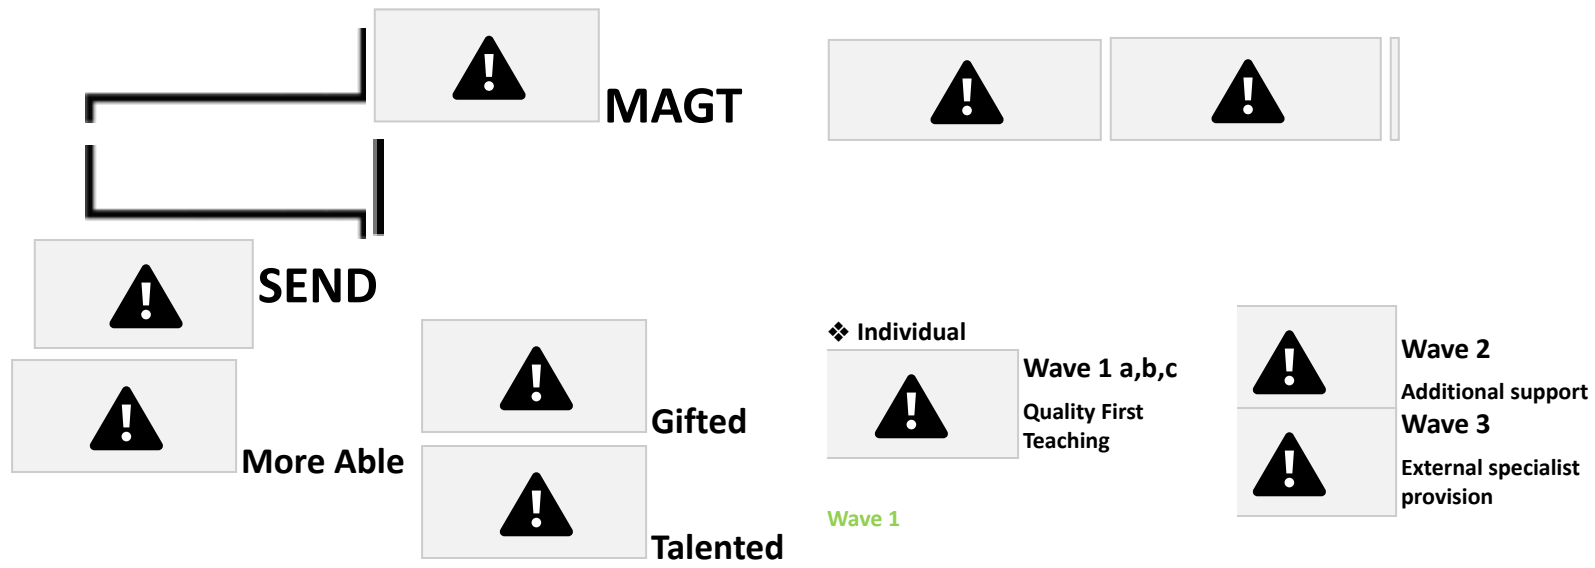 MAGT
SEND
More Able
Gifted
Talented
❖ Individual
Wave 1 a,b,c
Quality First
Teaching
Wave 1
Wave 2
Additional support
Wave 3
External specialist
provision